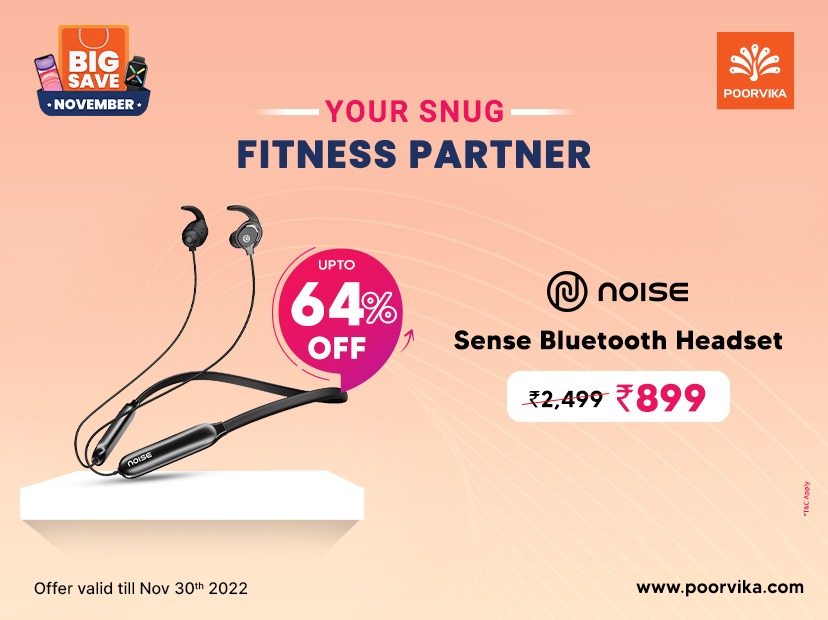 BIG
SAVE
• NOVEMBER •
POORVIKA
YOUR SNUG
FITNESS PARTNER
UPTO
64%
OFF
noise
Sense Bluetooth Headset
₹2,499 ₹899
noise
*T&C Apply
Offer valid till Nov 30th 2022
www.poorvika.com